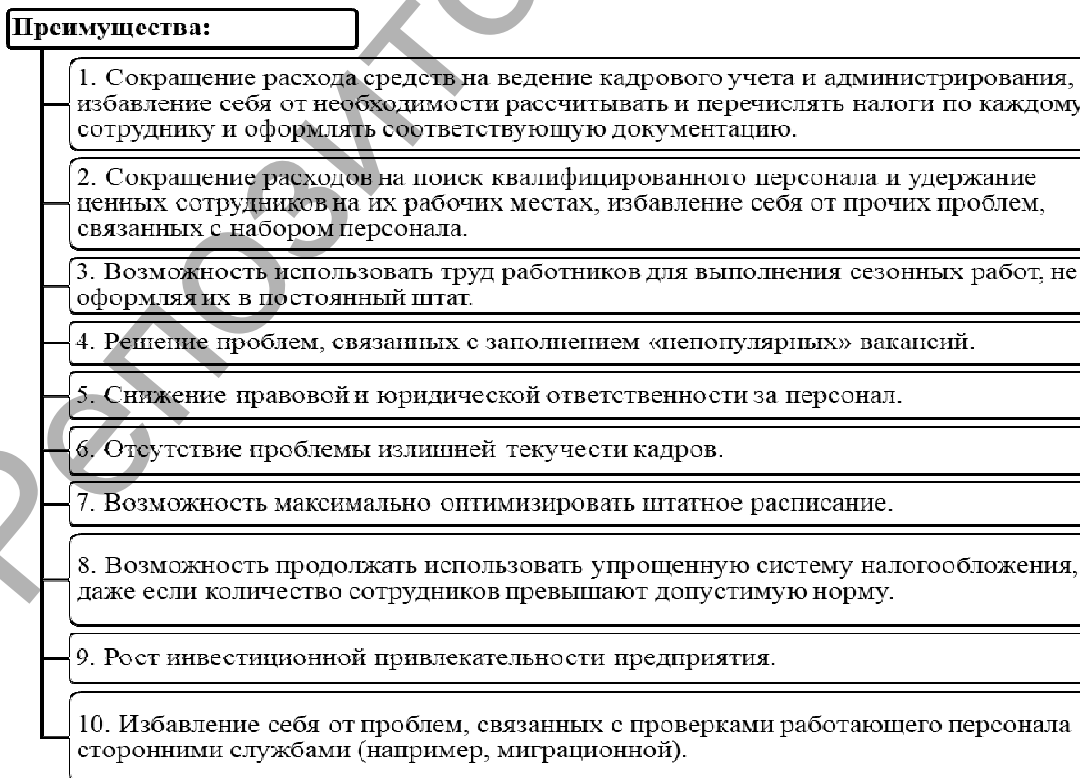 Преимущества:
1. Сокращение расхода средств на ведение кадрового учета и администрирования,
избавление себя от необходимости рассчитывать и перечислять налоги по каждому
сотруднику и оформлять соответствующую документацию.
2. Сокращение расходов на поиск квалифицированного персонала и удержание
ценных сотрудников на их рабочих местах, избавление себя от прочих проблем,
связанных с набором персонала.
3. Возможность использовать труд работников для выполнения сезонных работ, не
оформляя их в постоянный штат.
4. Решение проблем, связанных с заполнением «непопулярных» вакансий.
5. Снижение правовой и юридической ответственности за персонал.
6. Отсутствие проблемы излишней текучести кадров.
7. Возможность максимально оптимизировать штатное расписание.
8. Возможность продолжать использовать упрощенную систему налогообложения,
даже если количество сотрудников превышают допустимую норму.
9. Рост инвестиционной привлекательности предприятия.
10. Избавление себя от проблем, связанных с проверками работающего персонала
сторонними службами (например, миграционной).